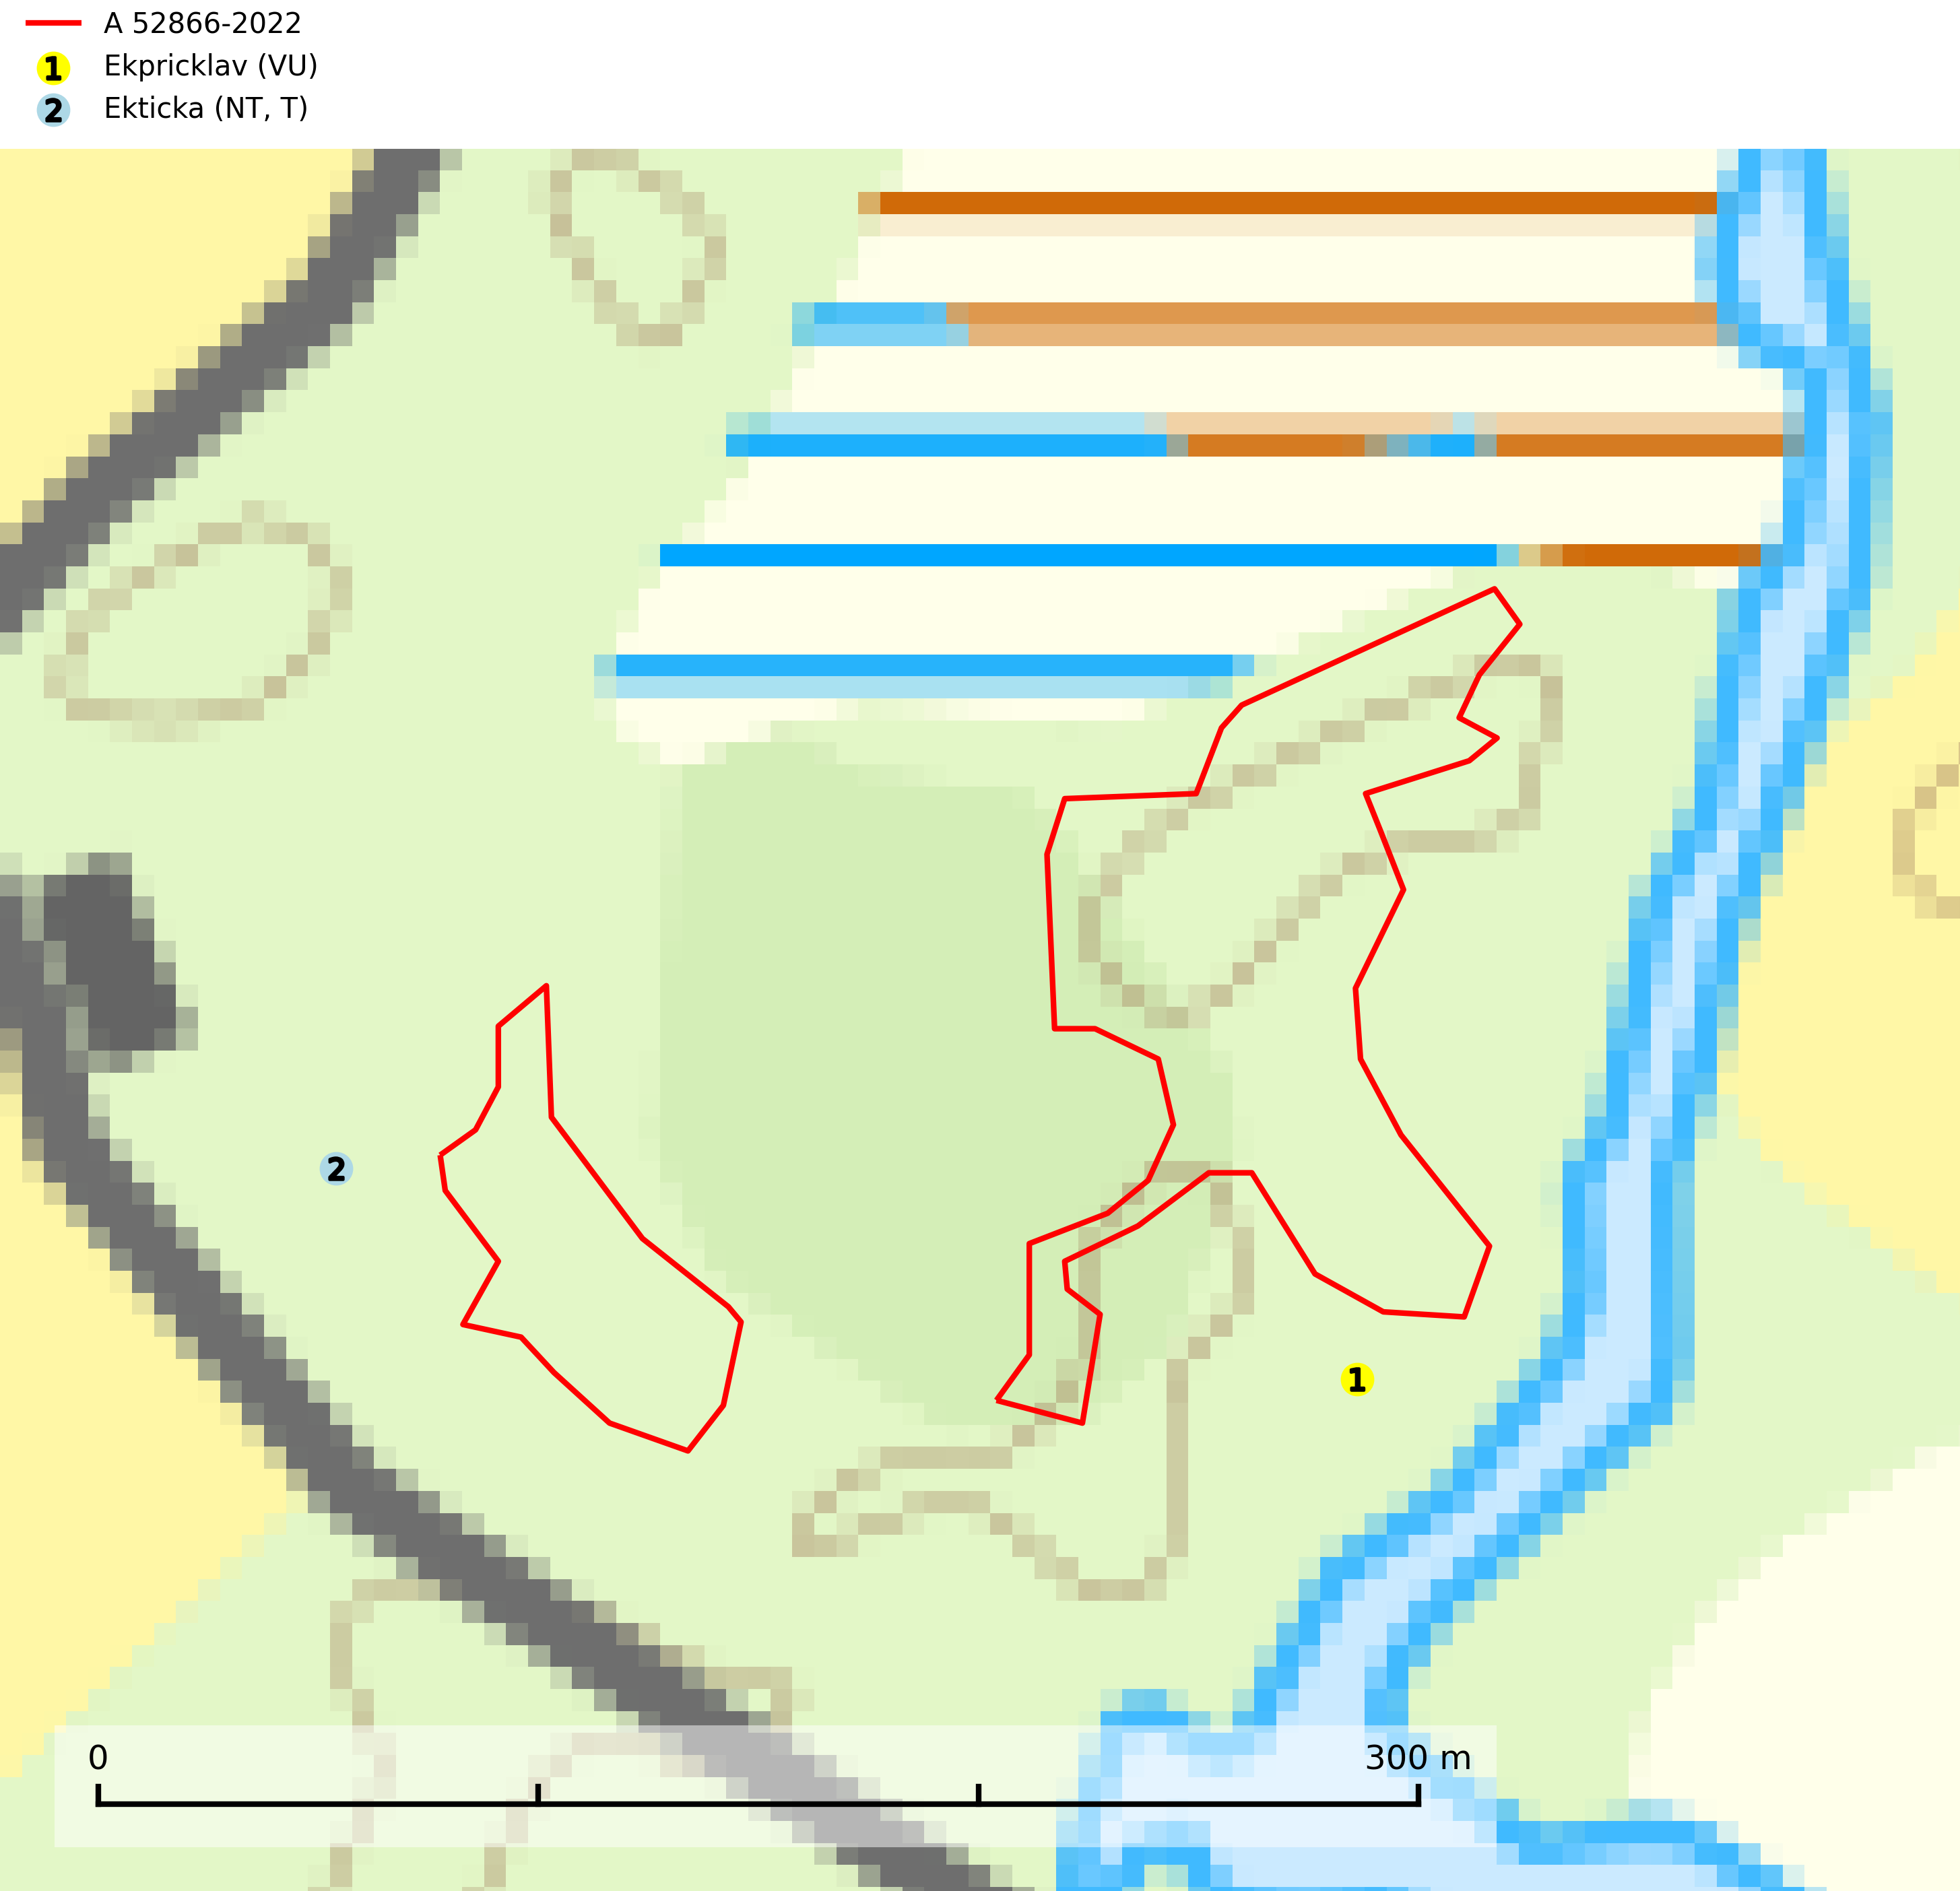 A 52866-2022
1 Ekpricklav (VU)
2 Ekticka (NT, T)
2
1
0 300 m